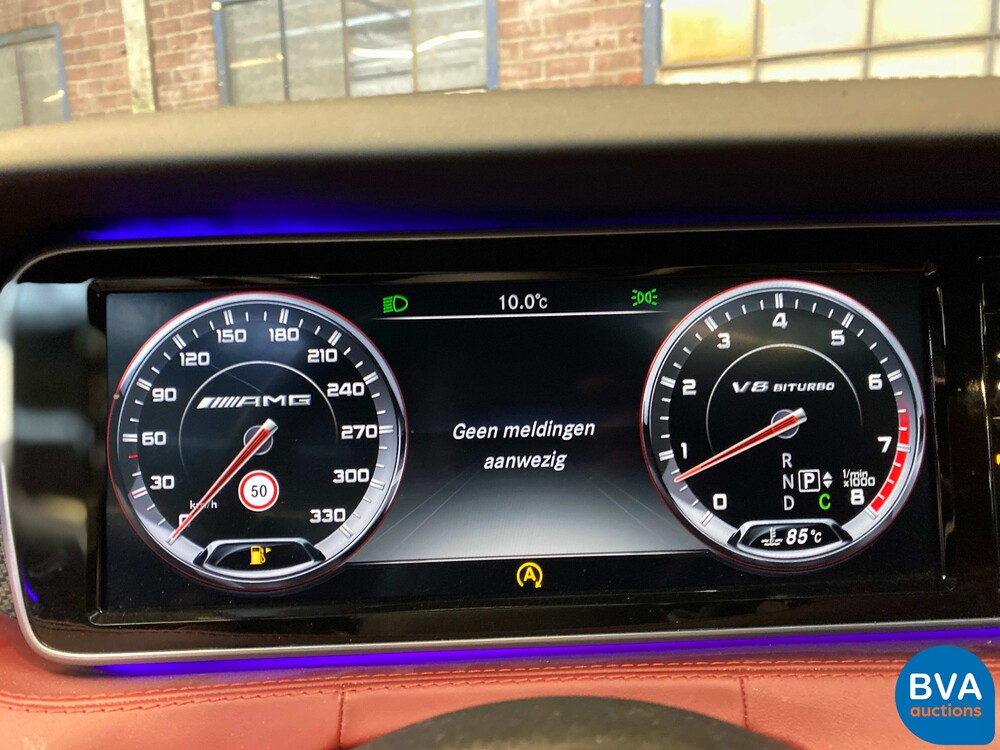 10.0°c
150 180
120 210
90 240
60 270
30 300
0 330
AMG
50
km/h
Geen meldingen
aanwezig
A
4
3 5
2 6
1 7
0 8
V8 BITURBO
R
N P
D C
1/min
x1000
85°c
BVA
auctions